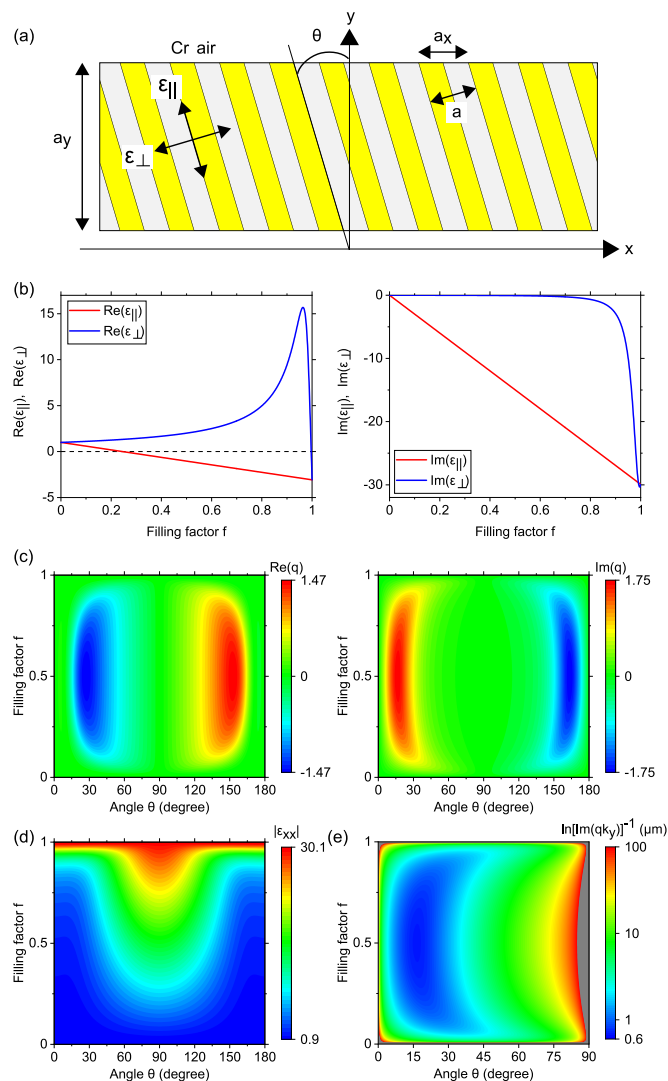 (a)
Cr air
θ
y
aₓ
ε||
ε⊥
a_y
a
x
(b)
Re(ε||), Re(ε⊥)
15
10
5
0
-5
Re(ε||)
Re(ε⊥)
0 0.2 0.4 0.6 0.8 1
Filling factor f
Im(ε||), Im(ε⊥)
0
-10
-20
-30
Im(ε||)
Im(ε⊥)
0 0.2 0.4 0.6 0.8 1
Filling factor f
(c)
Re(q)
Filling factor f
1
0.5
0
0 30 60 90 120 150 180
Angle θ (degree)
1.47
0
-1.47
Im(q)
Filling factor f
1
0.5
0
0 30 60 90 120 150 180
Angle θ (degree)
1.75
0
-1.75
(d)
|εₓₓ|
Filling factor f
1
0.5
0
0 30 60 90 120 150 180
Angle θ (degree)
30.1
0.9
(e)
ln[Im(qk_y)]⁻¹ (μm)
Filling factor f
1
0.5
0
0 15 30 45 60 75 90
Angle θ (degree)
100
10
1
0.6